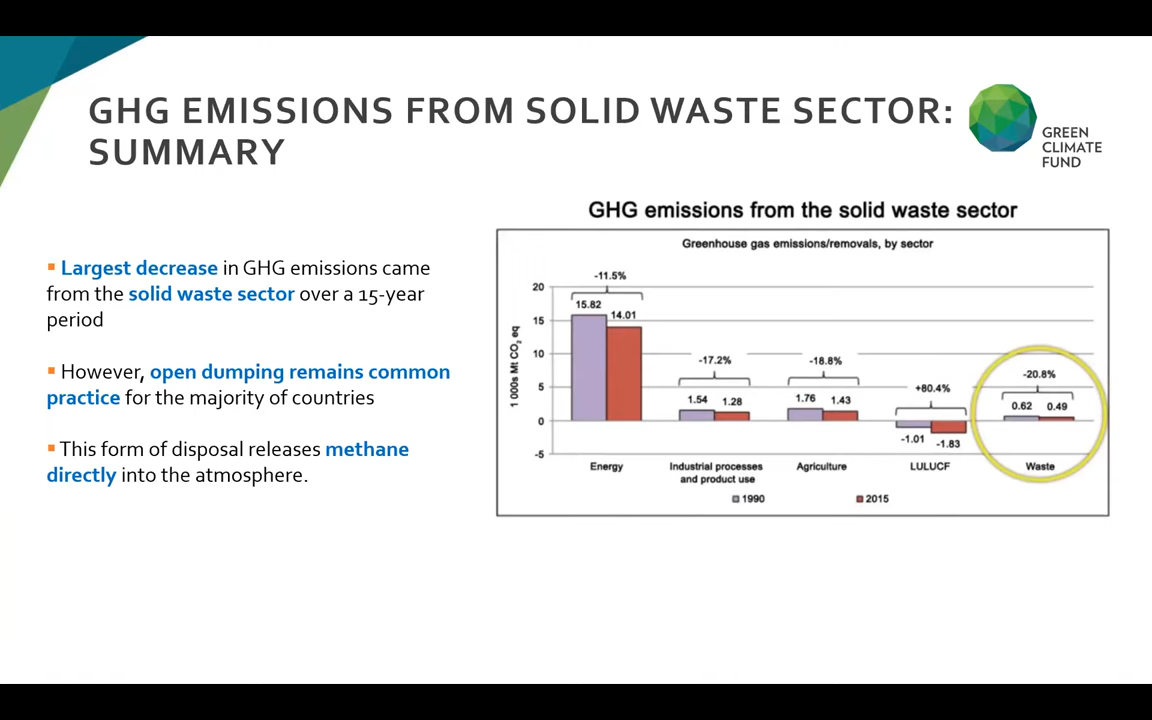 GHG EMISSIONS FROM SOLID WASTE SECTOR:
SUMMARY
GREEN
CLIMATE
FUND
▪ Largest decrease in GHG emissions came
from the solid waste sector over a 15-year
period
▪ However, open dumping remains common
practice for the majority of countries
▪ This form of disposal releases methane
directly into the atmosphere.
GHG emissions from the solid waste sector
Greenhouse gas emissions/removals, by sector
1 000s Mt CO₂ eq
20
15
10
5
0
-5
-11.5%
15.82
14.01
-17.2%
1.54
1.28
-18.8%
1.76
1.43
+80.4%
-1.01
-1.83
-20.8%
0.62
0.49
Energy
Industrial processes
and product use
Agriculture
LULUCF
Waste
1990
2015